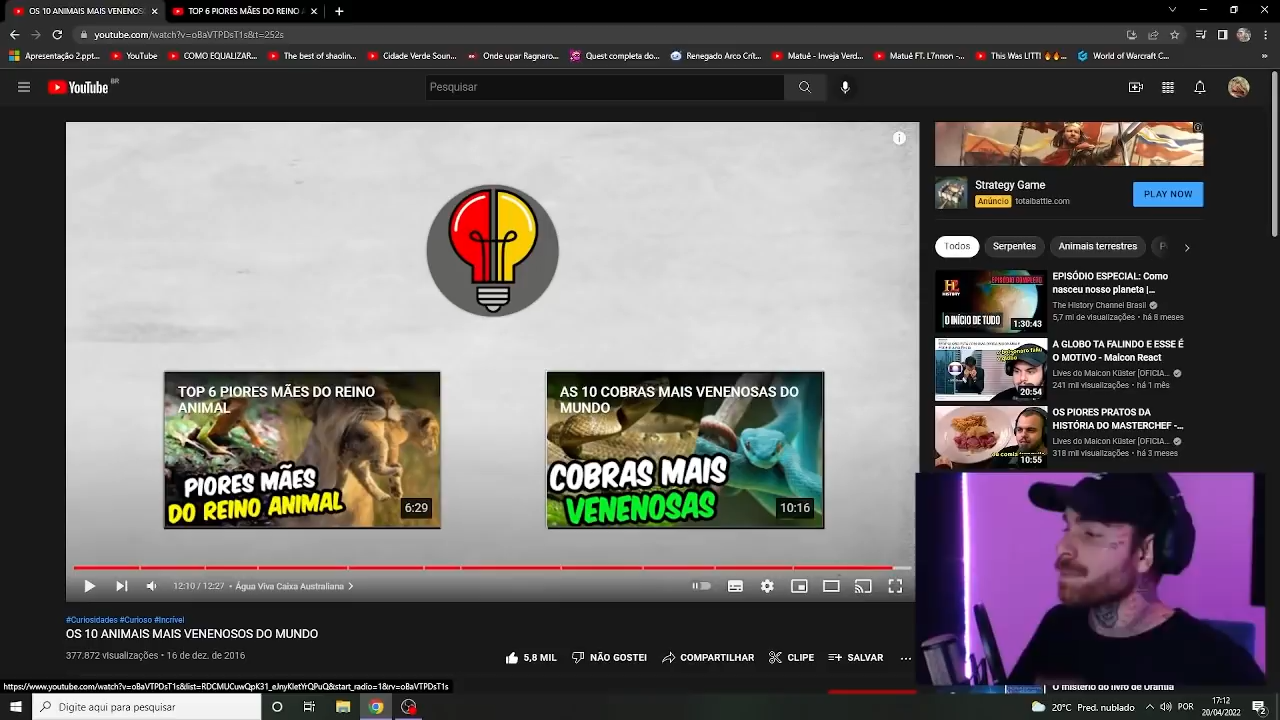 OS 10 ANIMAIS MAIS VENENOS
TOP 6 PIORES MÃES DO REINO A
youtube.com/watch?v=oBaVTPDsT1s&t=252s
Apresentação 2.ppt...
YouTube
COMO EQUALIZAR...
The best of shaolin...
Cidade Verde Soun...
Onde upar Ragnaro...
Quest completa do...
Renegado Arco Críti...
Matuê - Inveja Verd...
Matuê FT. L7nnon -...
This Was LIT!! 🔥🔥...
World of Warcraft C...
»
YouTube BR
Pesquisar
TOP 6 PIORES MÃES DO REINO
ANIMAL
PIORES MÃES
DO REINO ANIMAL
6:29
AS 10 COBRAS MAIS VENENOSAS DO
MUNDO
COBRAS MAIS
VENENOSAS
10:16
12:10 / 12:27 • Água Viva Caixa Australiana
#Curiosidades #Curioso #Incrível
OS 10 ANIMAIS MAIS VENENOSOS DO MUNDO
377.872 visualizações • 16 de dez. de 2016
5,8 MIL
NÃO GOSTEI
COMPARTILHAR
CLIPE
SALVAR
...
Strategy Game
Anúncio totalbattle.com
PLAY NOW
Todos
Serpentes
Animais terrestres
H
HISTORY
EPISÓDIO COMPLETO
O INÍCIO DE TUDO
1:30:43
EPISÓDIO ESPECIAL: Como
nasceu nosso planeta |...
The History Channel Brasil
5,7 mi de visualizações • há 8 meses
20:54
A GLOBO TA FALINDO E ESSE É
O MOTIVO - Malcon React
Lives do Maicon Küster [OFICIA...
241 mil visualizações • há 1 mês
10:55
OS PIORES PRATOS DA
HISTÓRIA DO MASTERCHEF -...
Lives do Maicon Küster [OFICIA...
318 mil visualizações • há 3 meses
O mistério do livro de Urântia
https://www.youtube.com/watch?v=oBaVTPDsT1s&list=RDCMUCuwQpK31_eJnyKletYrQPuQ&start_radio=1&rv=oBaVTPDsT1s
Digite aqui para pesquisar
20°C Pred. nublado
POR
17:12
20/04/2022